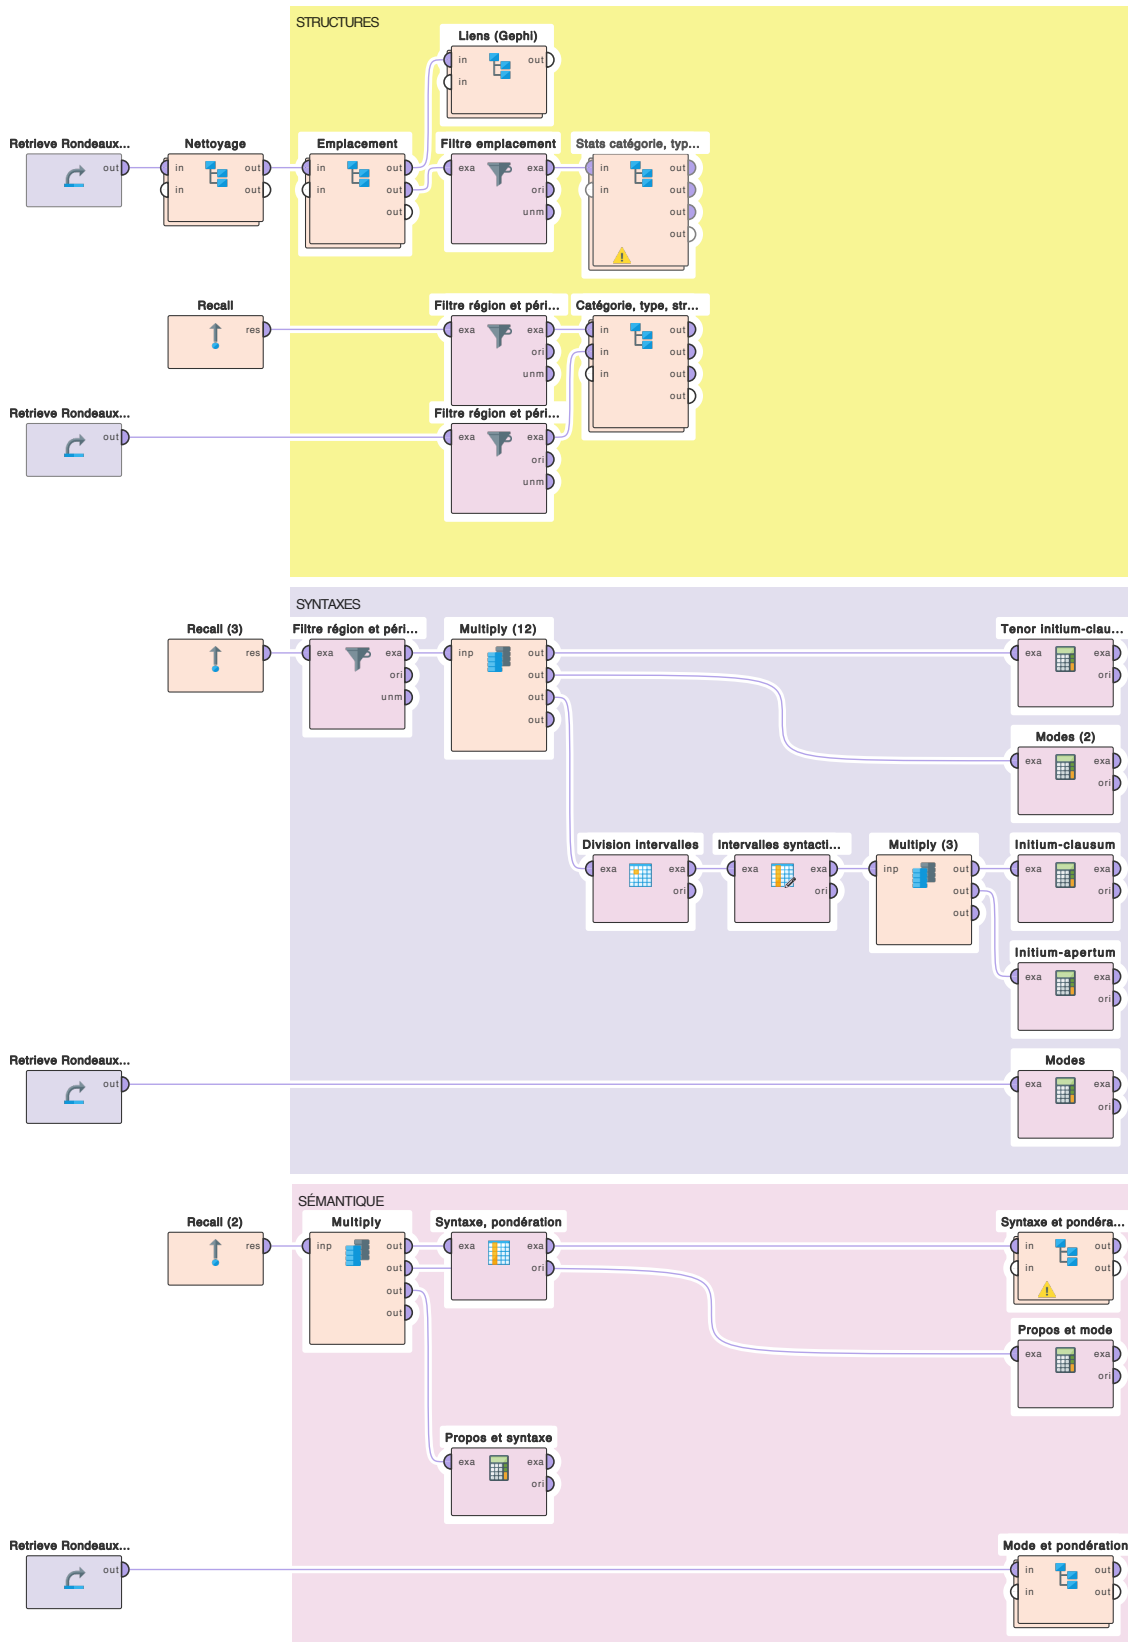 STRUCTURES
Liens (Gephi)
in out
in
Retrieve Rondeaux... Nettoyage Emplacement Filtre emplacement Stats catégorie, typ...
out in out in out exa exa in out
in out in out ori in out
out unm out
out
Recall Filtre région et péri... Catégorie, type, str...
res exa exa in out
ori in out
unm in out
out
Retrieve Rondeaux... Filtre région et péri...
out exa exa
ori
unm
SYNTAXES
Recall (3) Filtre région et péri... Multiply (12) Tenor initium-clau...
res exa exa inp out exa exa
ori out ori
unm out
out
Modes (2)
exa exa
ori
Division intervalles Intervalles syntacti... Multiply (3) Initium-clausum
exa exa exa exa inp out exa exa
ori ori out ori
out
Initium-apertum
exa exa
ori
Retrieve Rondeaux... Modes
out exa exa
ori
SÉMANTIQUE
Recall (2) Multiply Syntaxe, pondération Syntaxe et pondéra...
res inp out exa exa in out
out ori in out
out
out
Propos et mode
exa exa
ori
Propos et syntaxe
exa exa
ori
Retrieve Rondeaux... Mode et pondération
out in out
in out